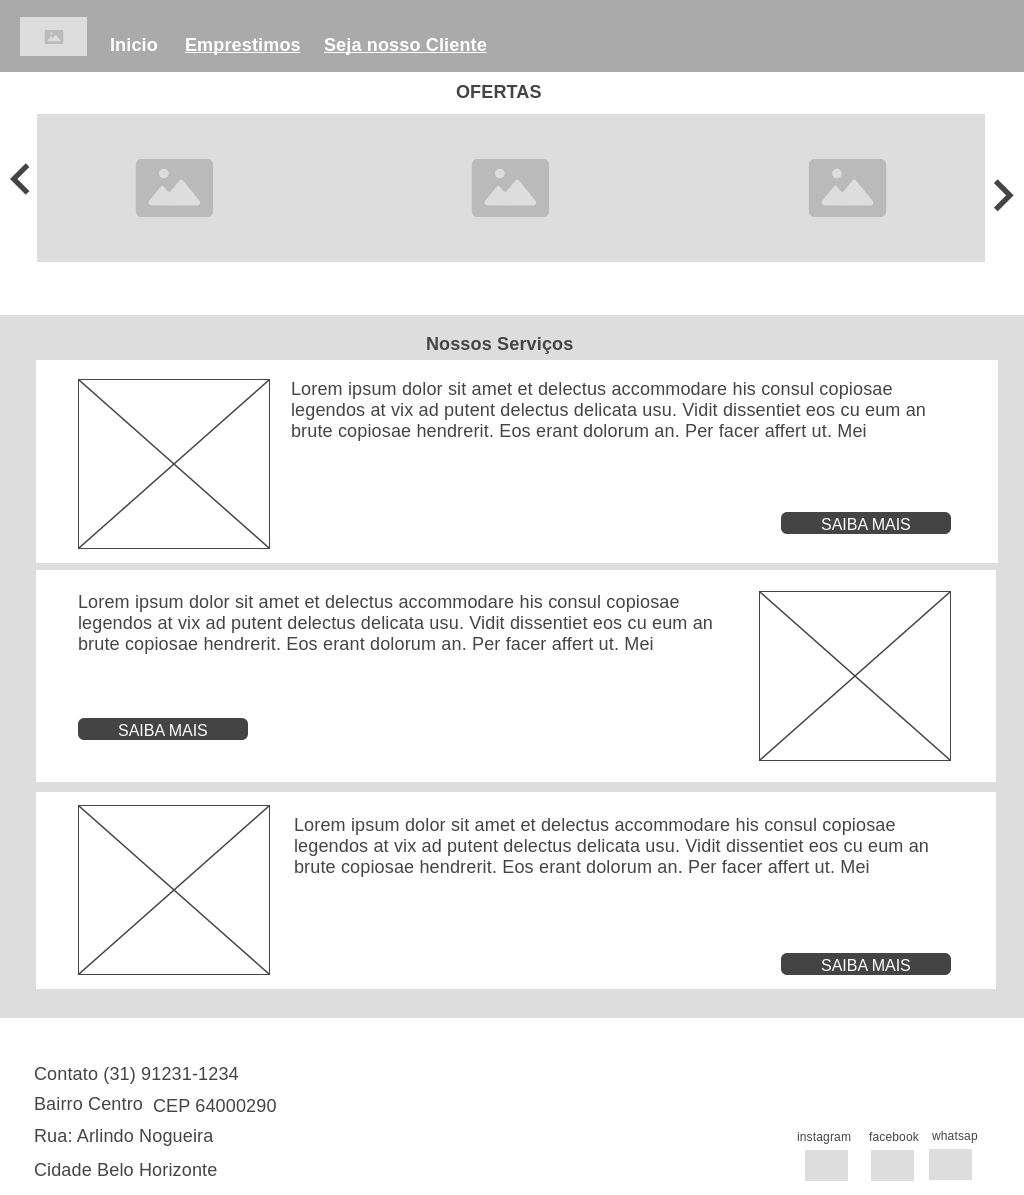 Inicio Emprestimos Seja nosso Cliente
OFERTAS
Nossos Serviços
Lorem ipsum dolor sit amet et delectus accommodare his consul copiosae
legendos at vix ad putent delectus delicata usu. Vidit dissentiet eos cu eum an
brute copiosae hendrerit. Eos erant dolorum an. Per facer affert ut. Mei
SAIBA MAIS
Lorem ipsum dolor sit amet et delectus accommodare his consul copiosae
legendos at vix ad putent delectus delicata usu. Vidit dissentiet eos cu eum an
brute copiosae hendrerit. Eos erant dolorum an. Per facer affert ut. Mei
SAIBA MAIS
Lorem ipsum dolor sit amet et delectus accommodare his consul copiosae
legendos at vix ad putent delectus delicata usu. Vidit dissentiet eos cu eum an
brute copiosae hendrerit. Eos erant dolorum an. Per facer affert ut. Mei
SAIBA MAIS
Contato (31) 91231-1234
Bairro Centro CEP 64000290
Rua: Arlindo Nogueira
Cidade Belo Horizonte
instagram facebook whatsap